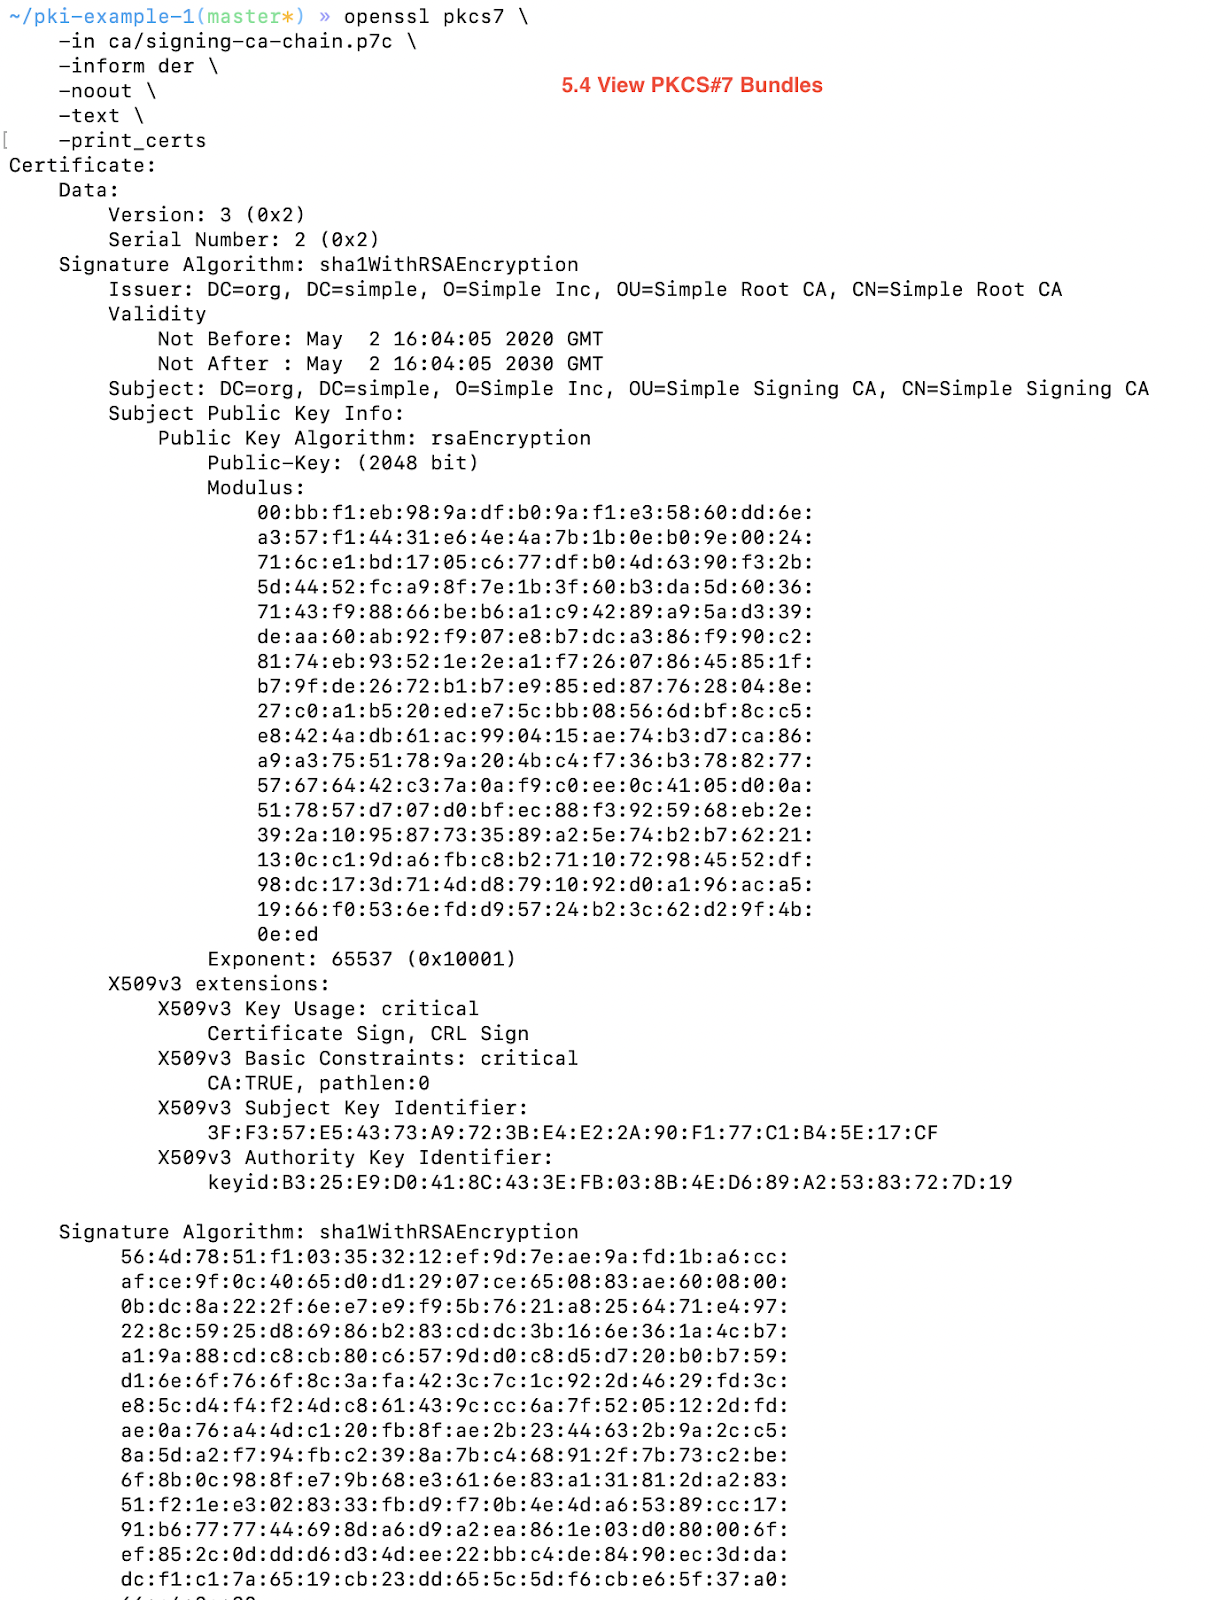 ~/pki-example-1(master*) » openssl pkcs7 \
-in ca/signing-ca-chain.p7c \
-inform der \
-noout \
5.4 View PKCS#7 Bundles
-text \
[ -print_certs
Certificate:
Data:
Version: 3 (0x2)
Serial Number: 2 (0x2)
Signature Algorithm: sha1WithRSAEncryption
Issuer: DC=org, DC=simple, O=Simple Inc, OU=Simple Root CA, CN=Simple Root CA
Validity
Not Before: May  2 16:04:05 2020 GMT
Not After : May  2 16:04:05 2030 GMT
Subject: DC=org, DC=simple, O=Simple Inc, OU=Simple Signing CA, CN=Simple Signing CA
Subject Public Key Info:
Public Key Algorithm: rsaEncryption
Public-Key: (2048 bit)
Modulus:
00:bb:f1:eb:98:9a:df:b0:9a:f1:e3:58:60:dd:6e:
a3:57:f1:44:31:e6:4e:4a:7b:1b:0e:b0:9e:00:24:
71:6c:e1:bd:17:05:c6:77:df:b0:4d:63:90:f3:2b:
5d:44:52:fc:a9:8f:7e:1b:3f:60:b3:da:5d:60:36:
71:43:f9:88:66:be:b6:a1:c9:42:89:a9:5a:d3:39:
de:aa:60:ab:92:f9:07:e8:b7:dc:a3:86:f9:90:c2:
81:74:eb:93:52:1e:2e:a1:f7:26:07:86:45:85:1f:
b7:9f:de:26:72:b1:b7:e9:85:ed:87:76:28:04:8e:
27:c0:a1:b5:20:ed:e7:5c:bb:08:56:6d:bf:8c:c5:
e8:42:4a:db:61:ac:99:04:15:ae:74:b3:d7:ca:86:
a9:a3:75:51:78:9a:20:4b:c4:f7:36:b3:78:82:77:
57:67:64:42:c3:7a:0a:f9:c0:ee:0c:41:05:d0:0a:
51:78:57:d7:07:d0:bf:ec:88:f3:92:59:68:eb:2e:
39:2a:10:95:87:73:35:89:a2:5e:74:b2:b7:62:21:
13:0c:c1:9d:a6:fb:c8:b2:71:10:72:98:45:52:df:
98:dc:17:3d:71:4d:d8:79:10:92:d0:a1:96:ac:a5:
19:66:f0:53:6e:fd:d9:57:24:b2:3c:62:d2:9f:4b:
0e:ed
Exponent: 65537 (0x10001)
X509v3 extensions:
X509v3 Key Usage: critical
Certificate Sign, CRL Sign
X509v3 Basic Constraints: critical
CA:TRUE, pathlen:0
X509v3 Subject Key Identifier:
3F:F3:57:E5:43:73:A9:72:3B:E4:E2:2A:90:F1:77:C1:B4:5E:17:CF
X509v3 Authority Key Identifier:
keyid:B3:25:E9:D0:41:8C:43:3E:FB:03:8B:4E:D6:89:A2:53:83:72:7D:19
Signature Algorithm: sha1WithRSAEncryption
56:4d:78:51:f1:03:35:32:12:ef:9d:7e:ae:9a:fd:1b:a6:cc:
af:ce:9f:0c:40:65:d0:d1:29:07:ce:65:08:83:ae:60:08:00:
0b:dc:8a:22:2f:6e:e7:e9:f9:5b:76:21:a8:25:64:71:e4:97:
22:8c:59:25:d8:69:86:b2:83:cd:dc:3b:16:6e:36:1a:4c:b7:
a1:9a:88:cd:c8:cb:80:c6:57:9d:d0:c8:d5:d7:20:b0:b7:59:
d1:6e:6f:76:6f:8c:3a:fa:42:3c:7c:1c:92:2d:46:29:fd:3c:
e8:5c:d4:f4:f2:4d:c8:61:43:9c:cc:6a:7f:52:05:12:2d:fd:
ae:0a:76:a4:4d:c1:20:fb:8f:ae:2b:23:44:63:2b:9a:2c:c5:
8a:5d:a2:f7:94:fb:c2:39:8a:7b:c4:68:91:2f:7b:73:c2:be:
6f:8b:0c:98:8f:e7:9b:68:e3:61:6e:83:a1:31:81:2d:a2:83:
51:f2:1e:e3:02:83:33:fb:d9:f7:0b:4e:4d:a6:53:89:cc:17:
91:b6:77:77:44:69:8d:a6:d9:a2:ea:86:1e:03:d0:80:00:6f:
ef:85:2c:0d:dd:d6:d3:4d:ee:22:bb:c4:de:84:90:ec:3d:da:
dc:f1:c1:7a:65:19:cb:23:dd:65:5c:5d:f6:cb:e6:5f:37:a0: